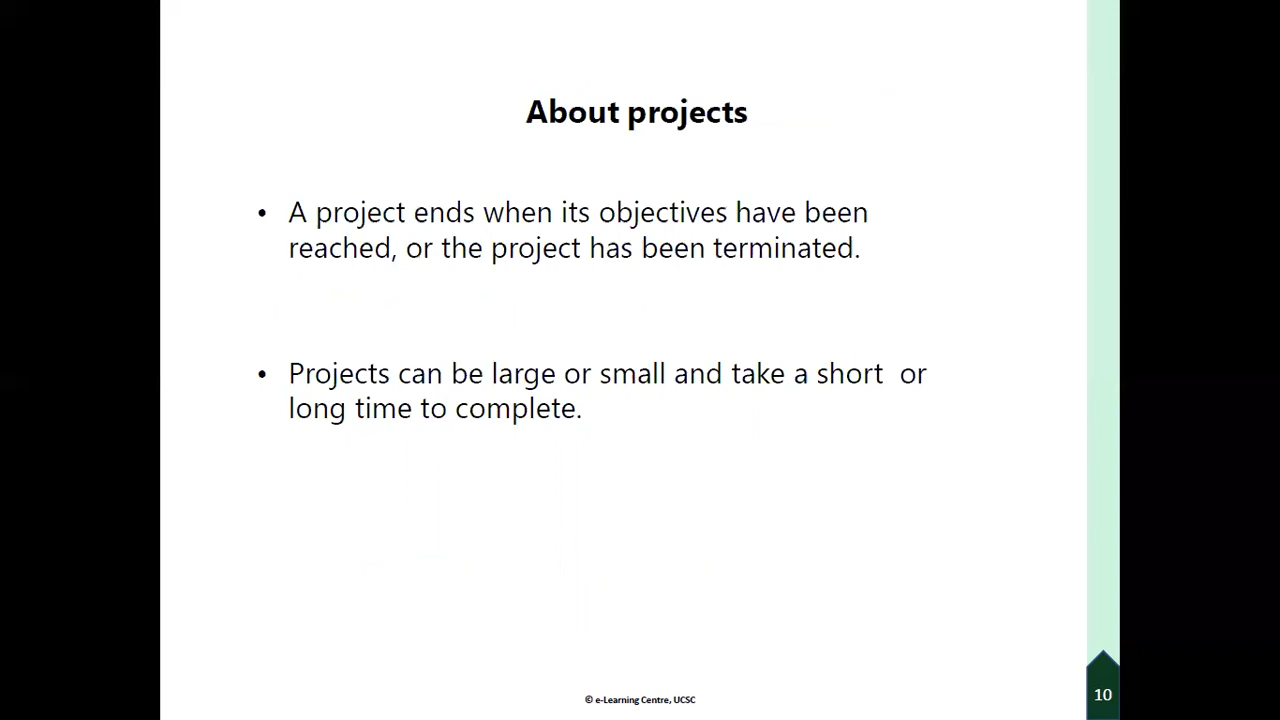 About projects
• A project ends when its objectives have been
reached, or the project has been terminated.
• Projects can be large or small and take a short  or
long time to complete.
© e-Learning Centre, UCSC
10